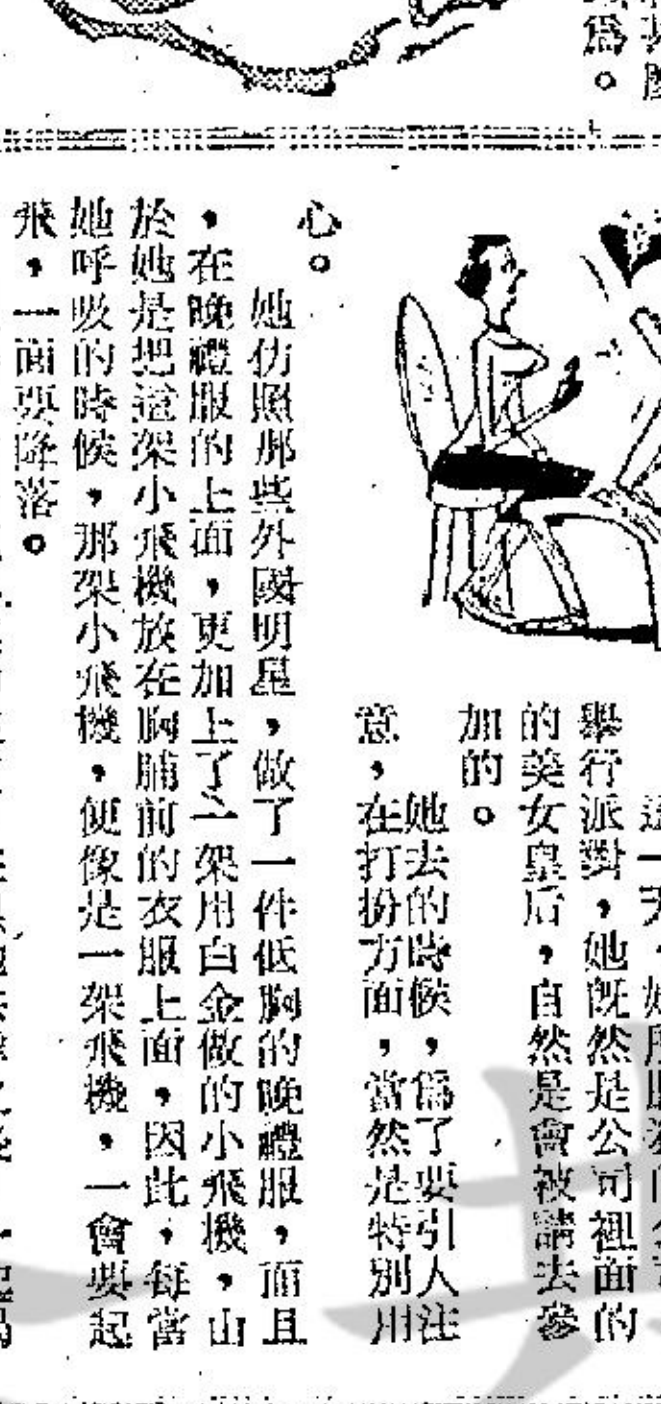 爲。
舉行派對，她旣然是公司裡面的
的美女皇后，自然是會被請去參
加的。
她去的時候，爲了要引人注
意，在打扮方面，當然是特別用
心。
她仿照那些外國明星，做了一件低胸的晚禮服，而且
，在晚禮服的上面，更加上了一架用白金做的小飛機，由
於她是把這架小飛機放在胸脯前的衣服上面，因此，每當
她呼吸的時候，那架小飛機，便像是一架飛機，一會要起
飛，一面要降落。